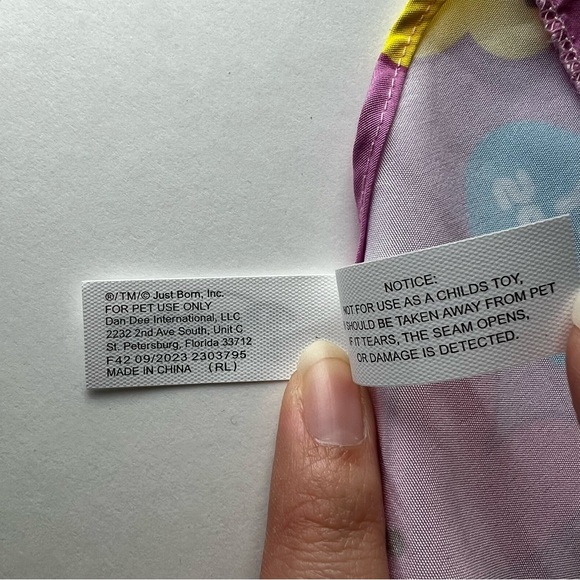 ®/TM/© Just Born, Inc.
FOR PET USE ONLY
Dan Dee International, LLC
2232 2nd Ave South, Unit C
St. Petersburg, Florida 33712
F42 09/2023 2303795
MADE IN CHINA (RL)
NOTICE:
NOT FOR USE AS A CHILDS TOY,
SHOULD BE TAKEN AWAY FROM PET
IF IT TEARS, THE SEAM OPENS,
OR DAMAGE IS DETECTED.